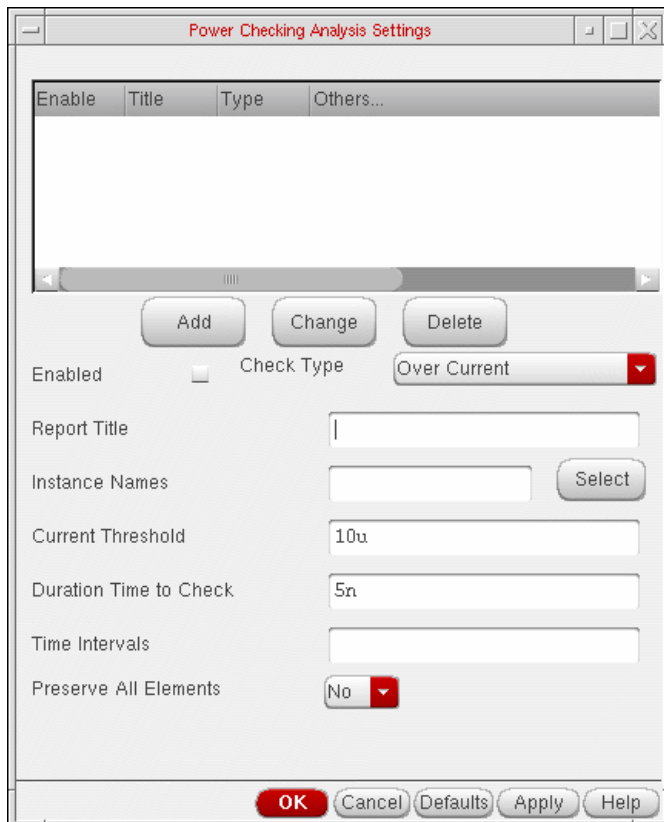 Power Checking Analysis Settings
Enable Title Type Others...
Add Change Delete
Enabled Check Type Over Current
Report Title
Instance Names Select
Current Threshold 10u
Duration Time to Check 5n
Time Intervals
Preserve All Elements No
OK Cancel Defaults Apply Help